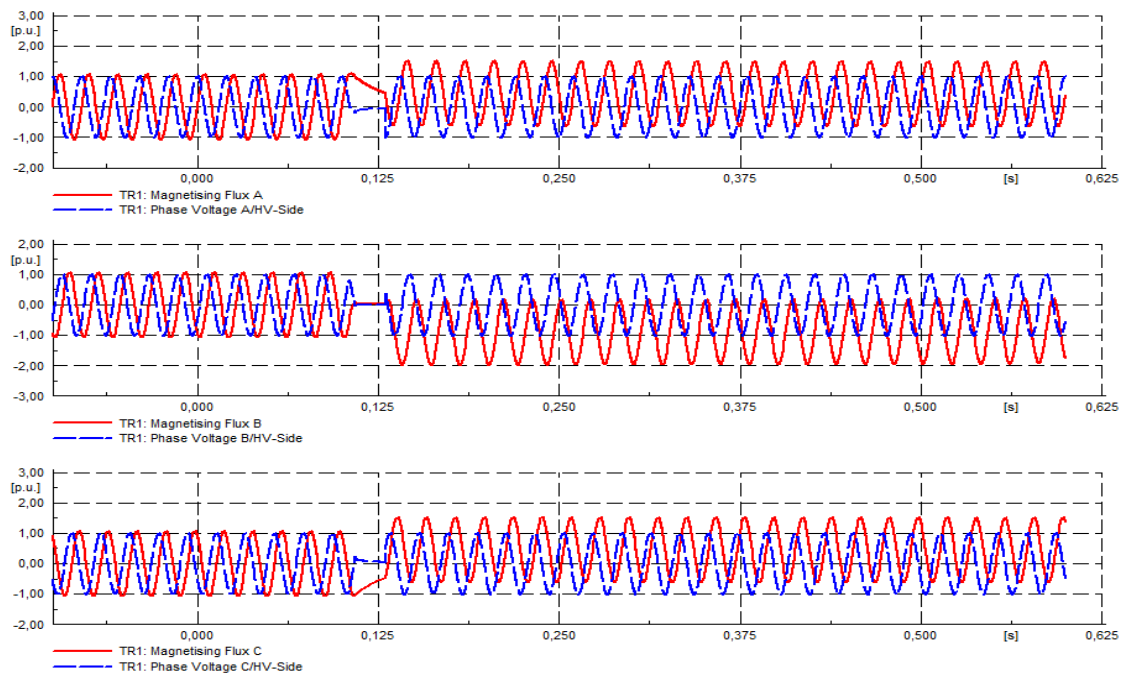 3,00
[p.u.]
2,00
1,00
0,00
-1,00
-2,00
0,000 0,125 0,250 0,375 0,500 [s] 0,625
TR1: Magnetising Flux A
TR1: Phase Voltage A/HV-Side
2,00
[p.u.]
1,00
0,00
-1,00
-2,00
-3,00
0,000 0,125 0,250 0,375 0,500 [s] 0,625
TR1: Magnetising Flux B
TR1: Phase Voltage B/HV-Side
3,00
[p.u.]
2,00
1,00
0,00
-1,00
-2,00
0,000 0,125 0,250 0,375 0,500 [s] 0,625
TR1: Magnetising Flux C
TR1: Phase Voltage C/HV-Side